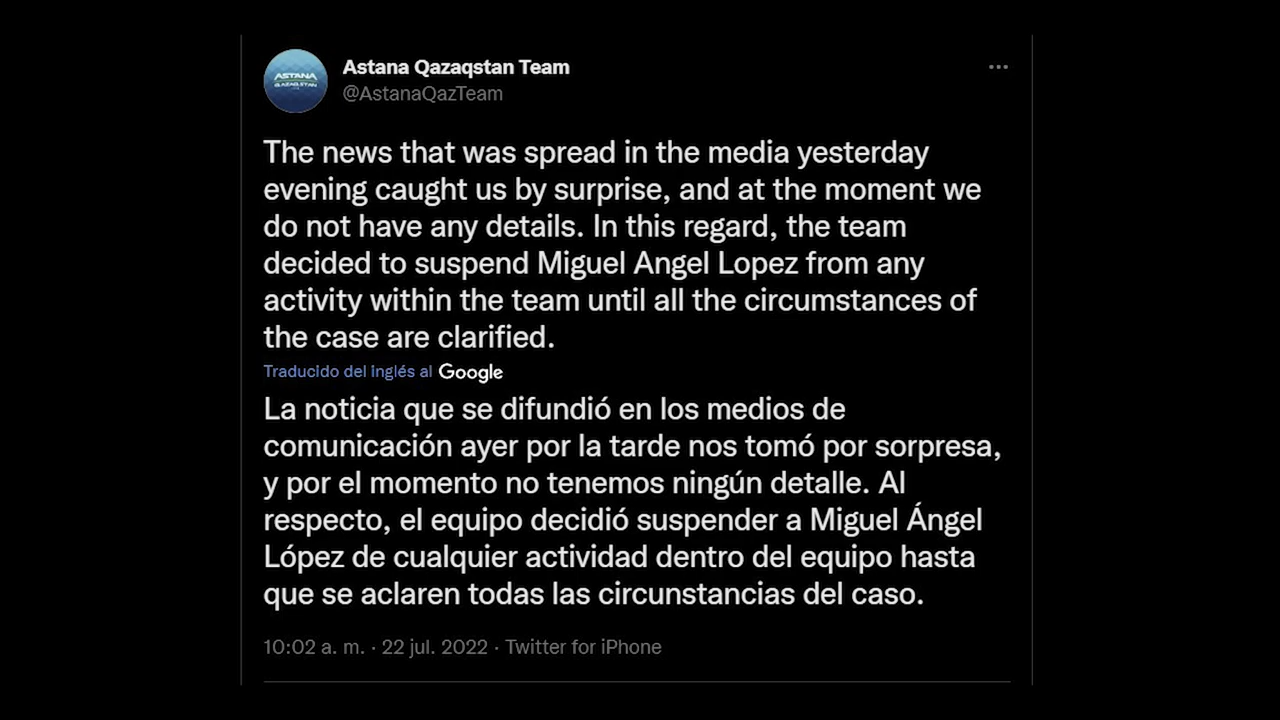 ASTANA
QAZAQSTAN
Astana Qazaqstan Team
@AstanaQazTeam
The news that was spread in the media yesterday
evening caught us by surprise, and at the moment we
do not have any details. In this regard, the team
decided to suspend Miguel Angel Lopez from any
activity within the team until all the circumstances of
the case are clarified.
Traducido del inglés al Google
La noticia que se difundió en los medios de
comunicación ayer por la tarde nos tomó por sorpresa,
y por el momento no tenemos ningún detalle. Al
respecto, el equipo decidió suspender a Miguel Ángel
López de cualquier actividad dentro del equipo hasta
que se aclaren todas las circunstancias del caso.
10:02 a. m. · 22 jul. 2022 · Twitter for iPhone